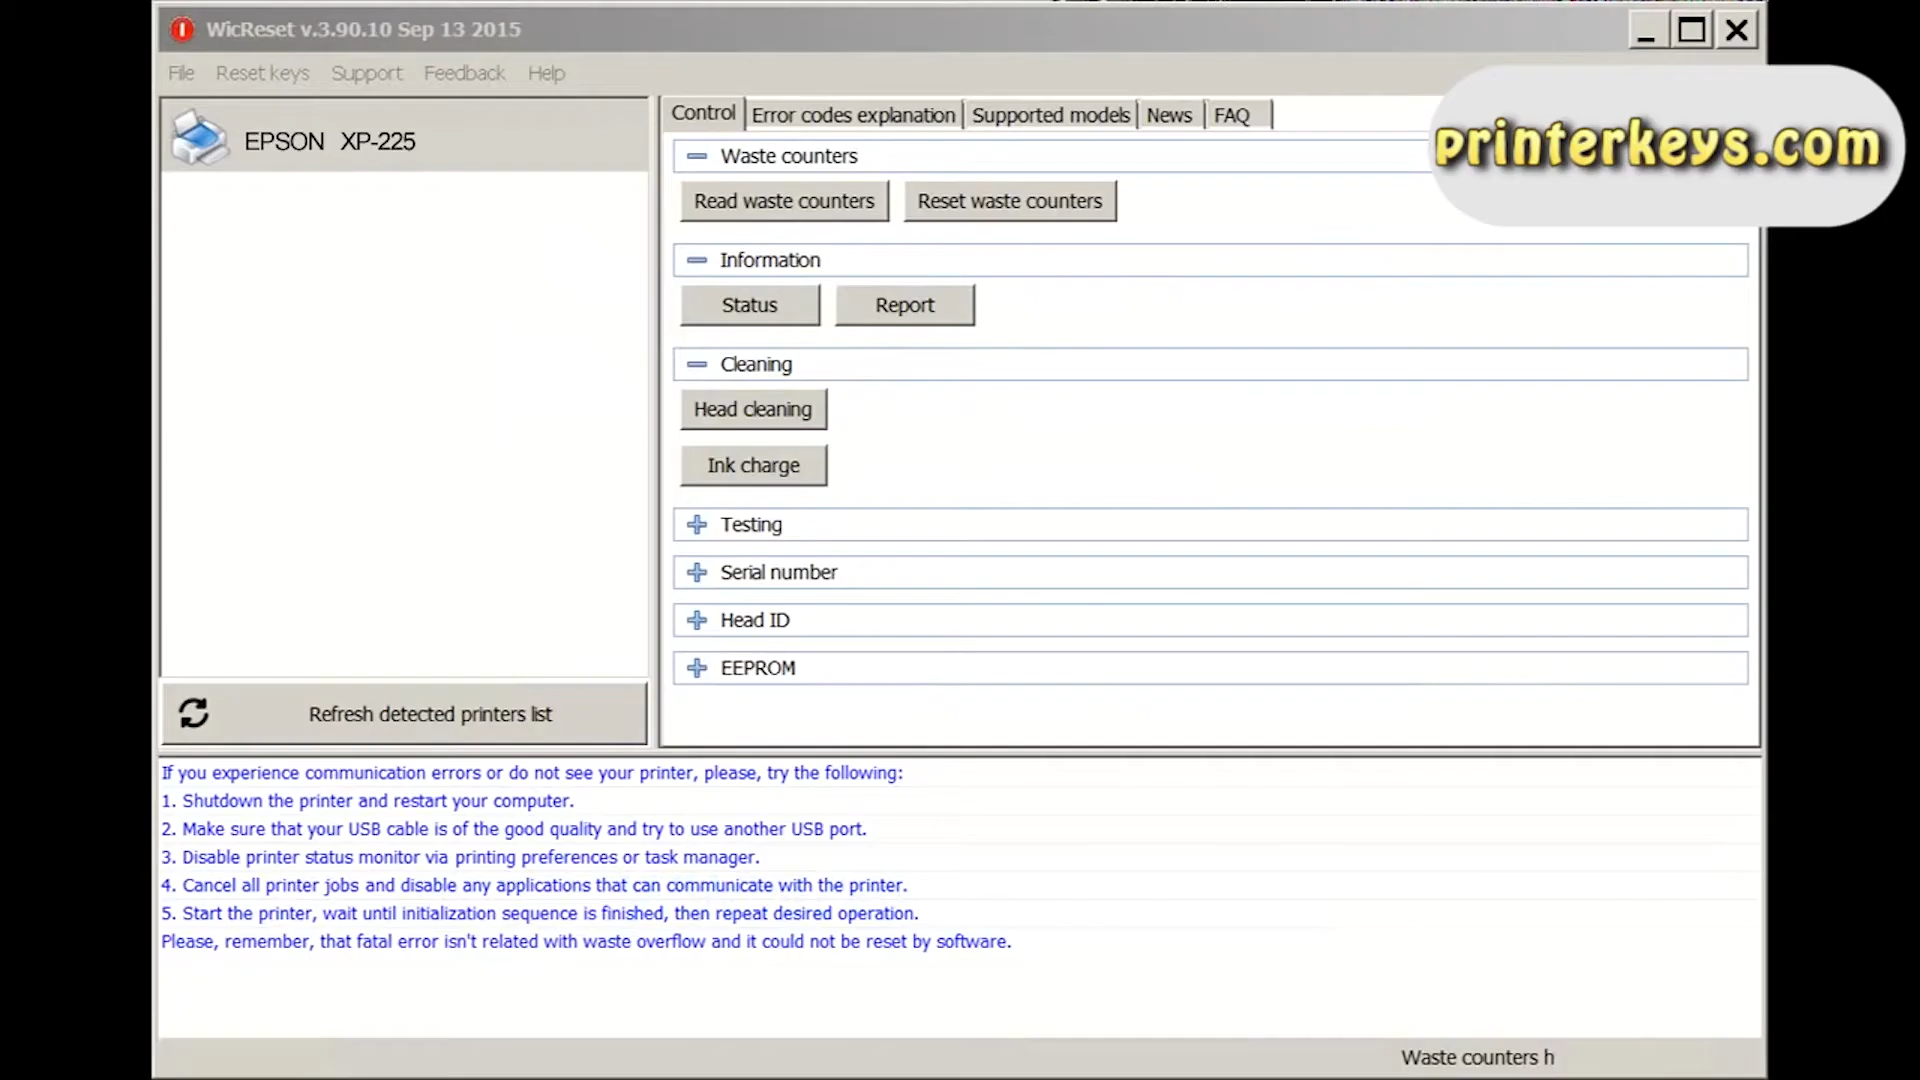 WicReset v.3.90.10 Sep 13 2015
File Reset keys Support Feedback Help
EPSON XP-225
Control Error codes explanation Supported models News FAQ
printerkeys.com
Waste counters
Read waste counters Reset waste counters
Information
Status Report
Cleaning
Head cleaning
Ink charge
Testing
Serial number
Head ID
EEPROM
Refresh detected printers list
If you experience communication errors or do not see your printer, please, try the following:
1. Shutdown the printer and restart your computer.
2. Make sure that your USB cable is of the good quality and try to use another USB port.
3. Disable printer status monitor via printing preferences or task manager.
4. Cancel all printer jobs and disable any applications that can communicate with the printer.
5. Start the printer, wait until initialization sequence is finished, then repeat desired operation.
Please, remember, that fatal error isn't related with waste overflow and it could not be reset by software.
Waste counters h